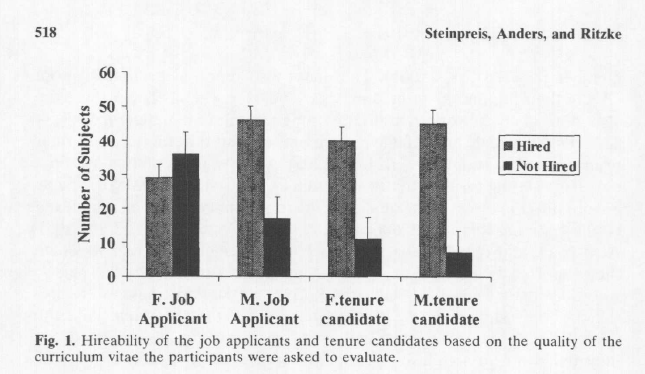 518
Steinpreis, Anders, and Ritzke
60
50
40
30
20
10
0
Number of Subjects
Hired
Not Hired
F. Job Applicant
M. Job Applicant
F.tenure candidate
M.tenure candidate
Fig. 1. Hireability of the job applicants and tenure candidates based on the quality of the
curriculum vitae the participants were asked to evaluate.